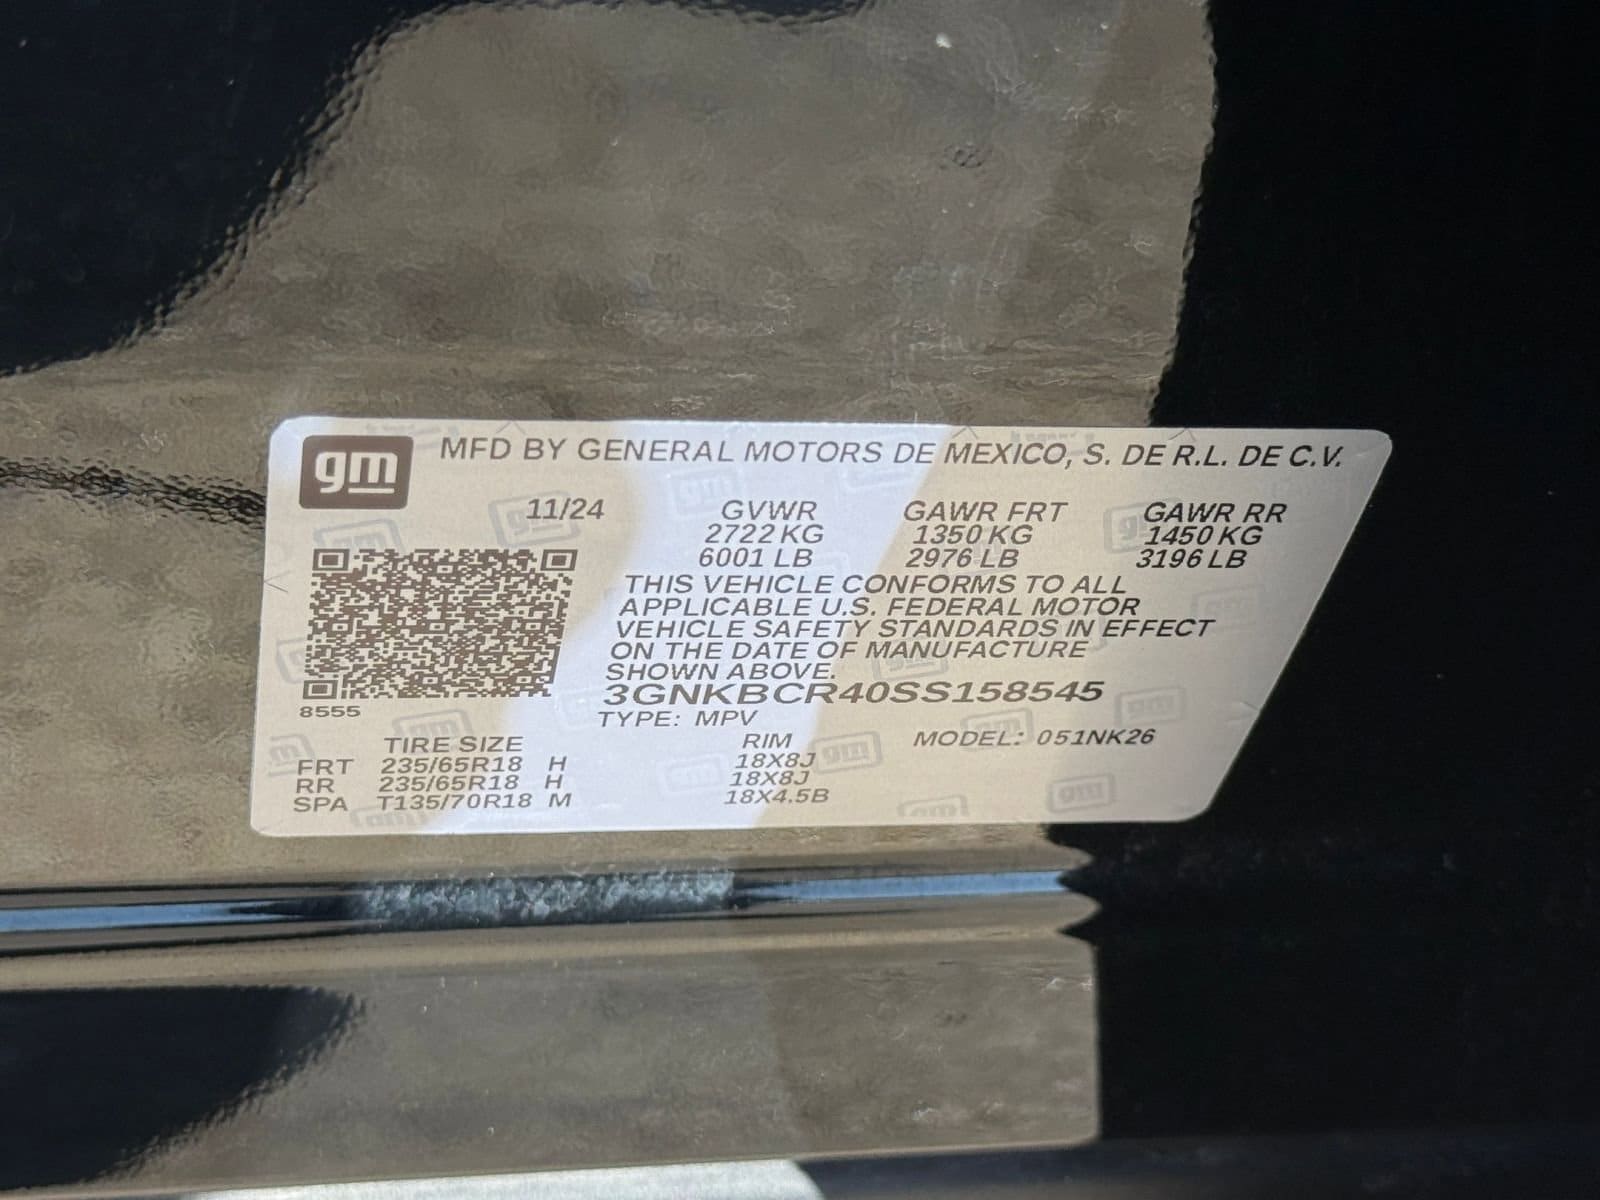 gm MFD BY GENERAL MOTORS DE MEXICO, S. DE R.L. DE C.V.
11/24 GVWR GAWR FRT GAWR RR
2722 KG 1350 KG 1450 KG
6001 LB 2976 LB 3196 LB
THIS VEHICLE CONFORMS TO ALL
APPLICABLE U.S. FEDERAL MOTOR
VEHICLE SAFETY STANDARDS IN EFFECT
ON THE DATE OF MANUFACTURE
SHOWN ABOVE.
3GNKBCR40SS158545
8555
TYPE: MPV
TIRE SIZE RIM MODEL: 051NK26
FRT 235/65R18 H 18X8J
RR 235/65R18 H 18X8J
SPA T135/70R18 M 18X4.5B